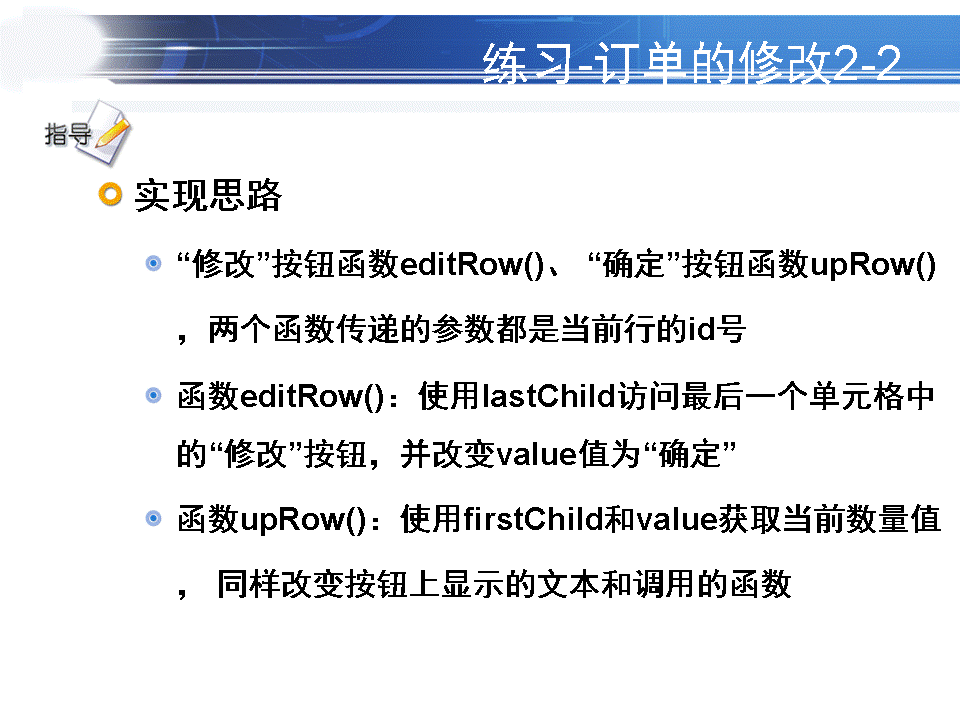 练习-订单的修改2-2
指导
实现思路
“修改”按钮函数editRow()、 “确定”按钮函数upRow()
，两个函数传递的参数都是当前行的id号
函数editRow()：使用lastChild访问最后一个单元格中
的“修改”按钮，并改变value值为“确定”
函数upRow()：使用firstChild和value获取当前数量值
， 同样改变按钮上显示的文本和调用的函数